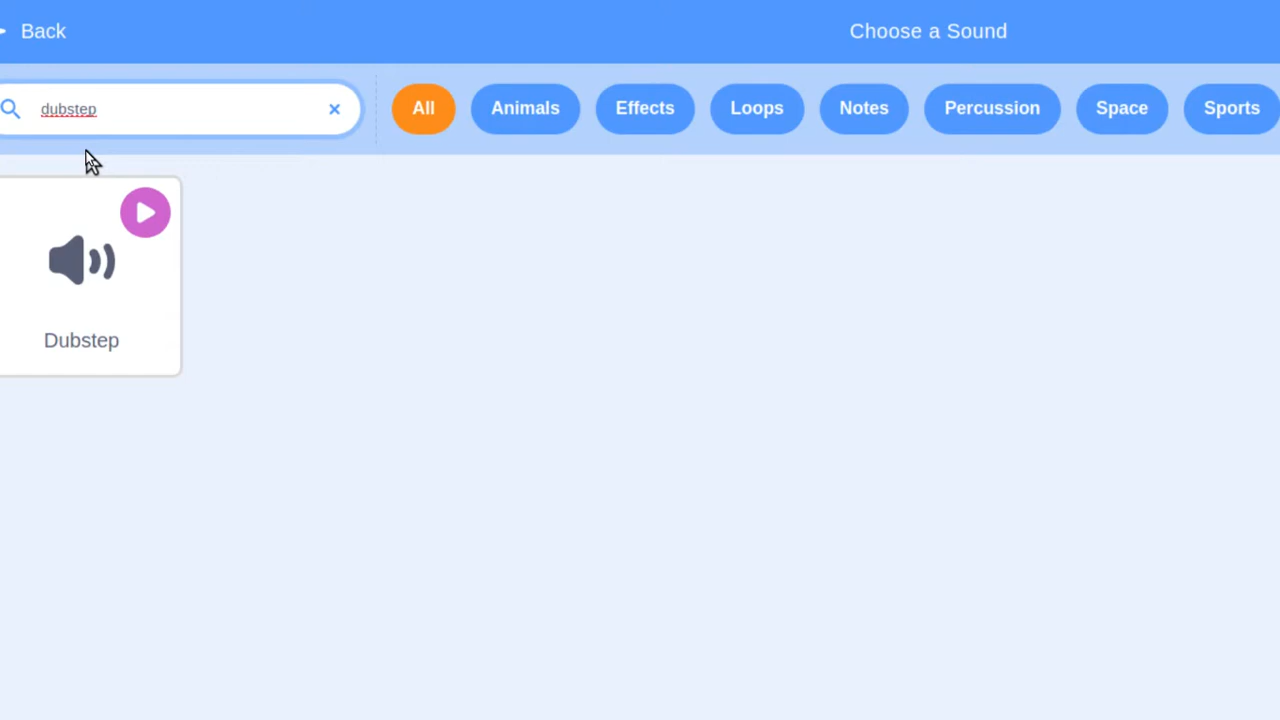 Back
Choose a Sound
dubstep
All
Animals
Effects
Loops
Notes
Percussion
Space
Sports
Dubstep